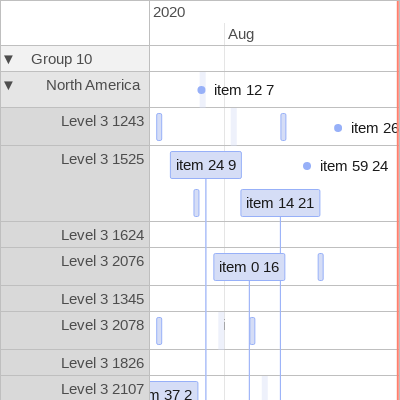 2020
Aug
▼ Group 10
▼ North America
item 12 7
Level 3 1243
item 26
Level 3 1525
item 24 9
item 59 24
item 14 21
Level 3 1624
Level 3 2076
item 0 16
Level 3 1345
Level 3 2078
i
Level 3 1826
Level 3 2107
m 37 2